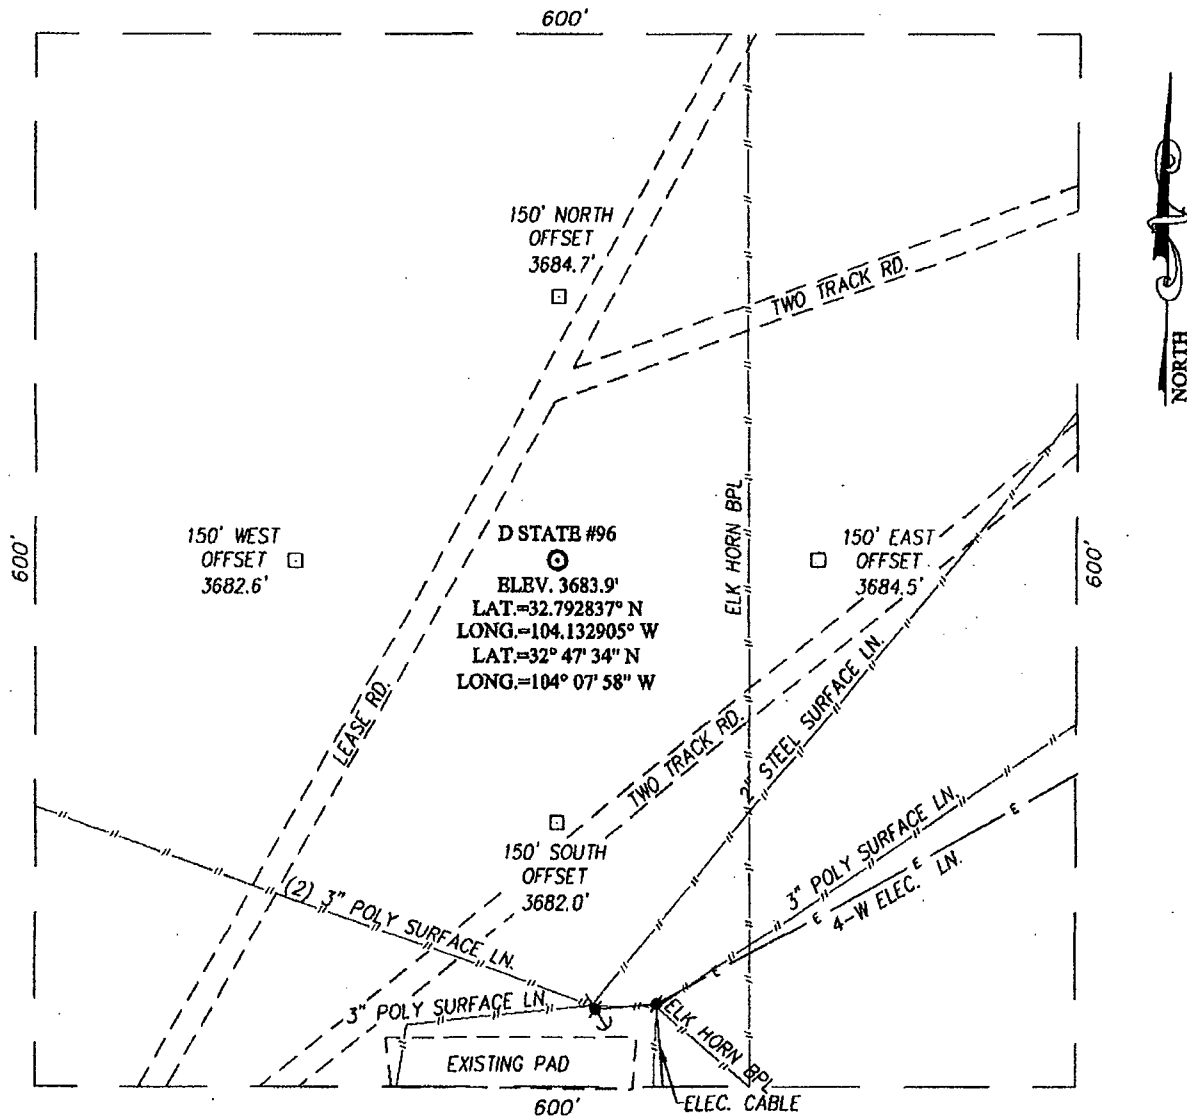 600'
150' NORTH
OFFSET
3684.7'
TWO TRACK RD.
NORTH
ELK HORN BPL
600'
150' WEST
OFFSET
3682.6'
D STATE #96
ELEV. 3683.9'
LAT.=32.792837° N
LONG.=104.132905° W
LAT.=32° 47' 34" N
LONG.=104° 07' 58" W
150' EAST
OFFSET
3684.5'
600'
LEASE RD.
TWO TRACK RD.
2" STEEL SURFACE LN.
150' SOUTH
OFFSET
3682.0'
(2) 3" POLY SURFACE LN.
3" POLY SURFACE LN.
E
E
E
E
4-W ELEC. LN.
3" POLY SURFACE LN.
ELK HORN BPL
EXISTING PAD
600'
ELEC. CABLE